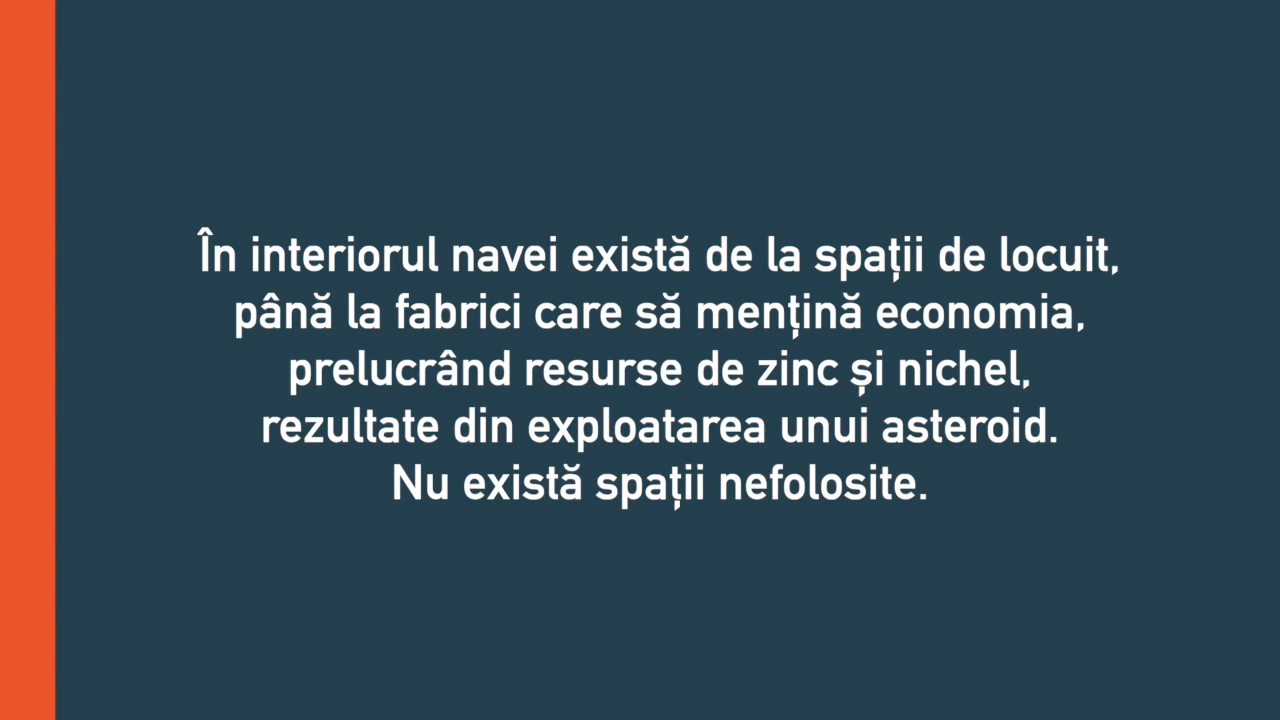 În interiorul navei există de la spații de locuit,
până la fabrici care să mențină economia,
prelucrând resurse de zinc și nichel,
rezultate din exploatarea unui asteroid.
Nu există spații nefolosite.